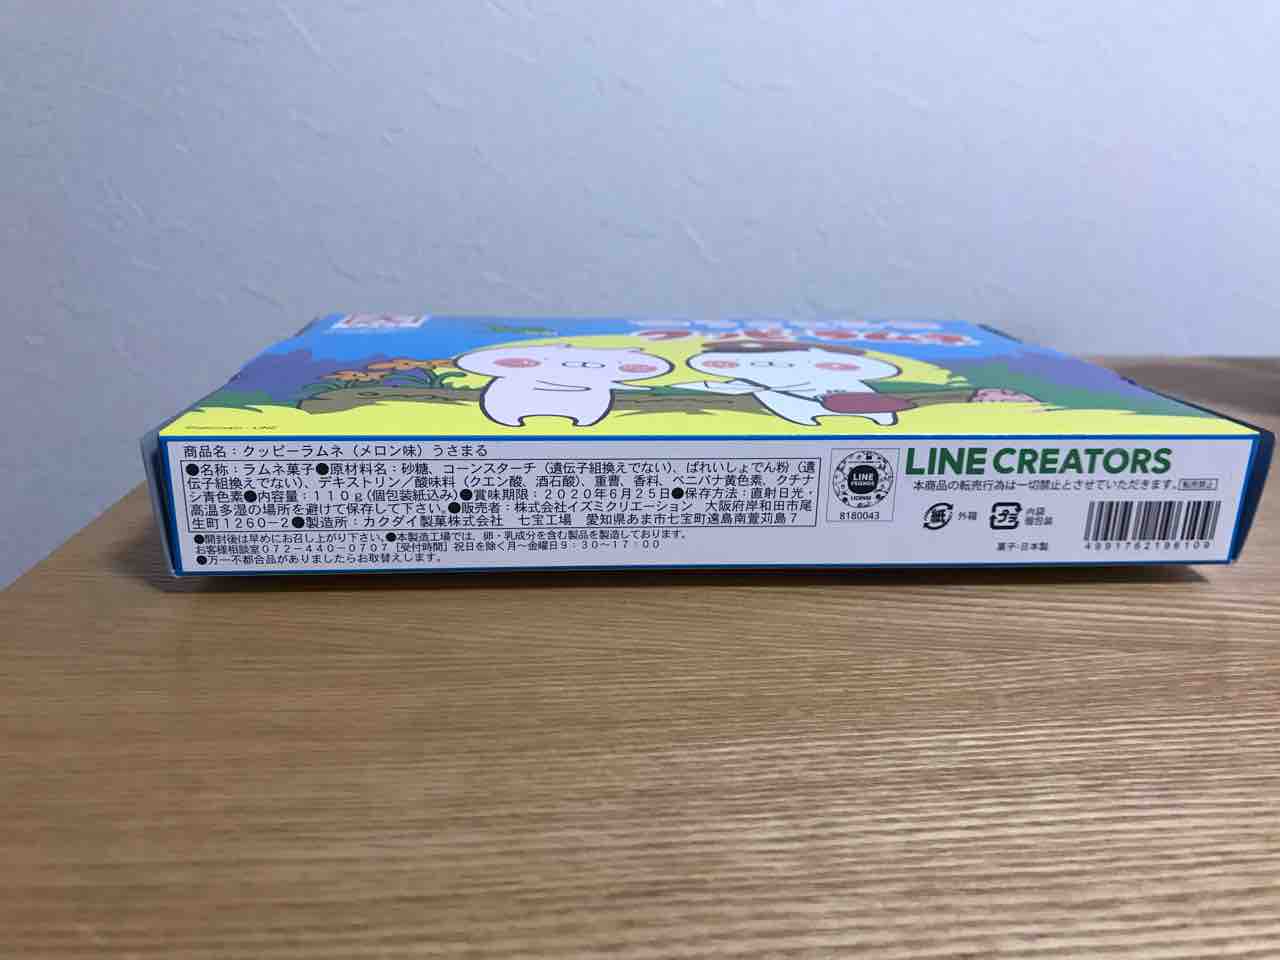 商品名：クッピーラムネ（メロン味）うさまる
●名称：ラムネ菓子●原材料名：砂糖、コーンスターチ（遺伝子組換えでない）、ばれいしょでん粉（遺
伝子組換えでない）、デキストリン／酸味料（クエン酸、酒石酸）、重曹、香料、ベニバナ黄色素、クチナ
シ青色素●内容量：110g(個包装紙込み)●賞味期限：2020年6月25日●保存方法：直射日光・
高温多湿の場所を避けて保存して下さい。●販売者：株式会社イズミクリエーション 大阪府岸和田市尾
生町1260-2●製造所：カクダイ製菓株式会社 七宝工場 愛知県あま市七宝町遠島南萱苅島7
●開封後は早めにお召し上がり下さい。●本製造工場では、卵・乳成分を含む製品を製造しております。
お客様相談室072-440-0707［受付時間］祝日を除く月～金曜日9：30～17：00
●万一不都合品がありましたらお取替えします。
LINE
FRIENDS
LICENSE
8180043
LINE CREATORS
本商品の転売行為は一切禁止とさせていただきます。 転売禁止
紙 外箱
プラ 内袋
個包装
菓子：日本製
4991762196109